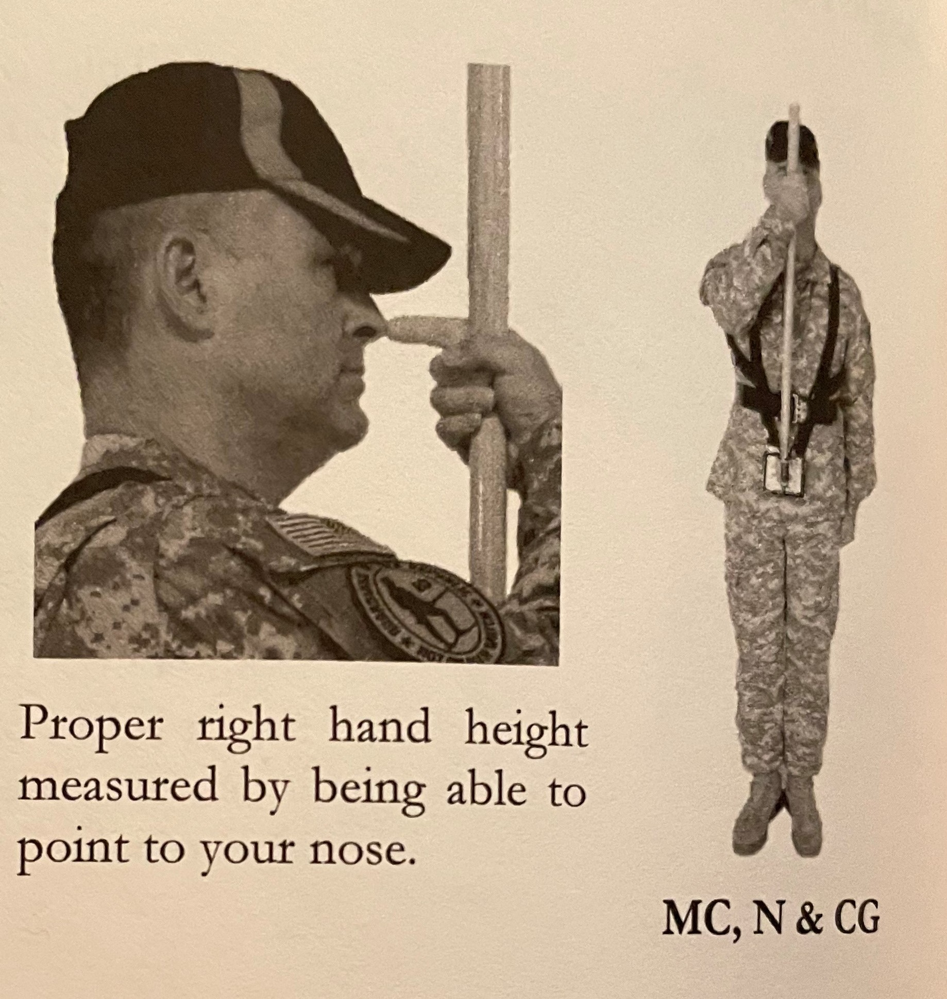 Proper right hand height
measured by being able to
point to your nose.
MC, N & CG